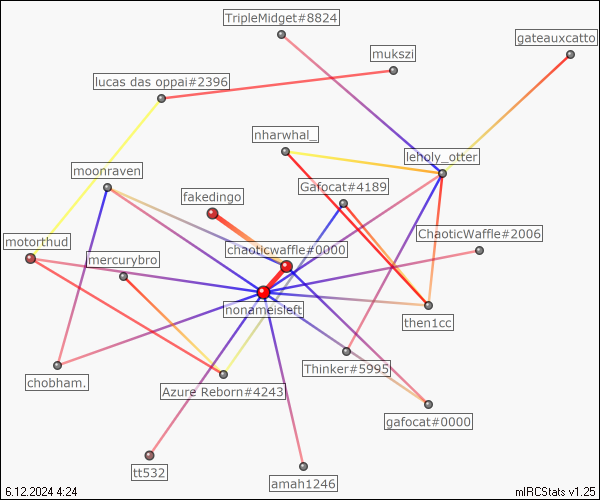 TripleMidget#8824
gateauxcatto
mukszi
lucas das oppai#2396
nharwhal_
leholy_otter
moonraven
Gafocat#4189
fakedingo
ChaoticWaffle#2006
motorthud
chaoticwaffle#0000
mercurybro
nonameisleft
then1cc
Thinker#5995
chobham.
Azure Reborn#4243
gafocat#0000
tt532
amah1246
6.12.2024 4:24
mIRCStats v1.25